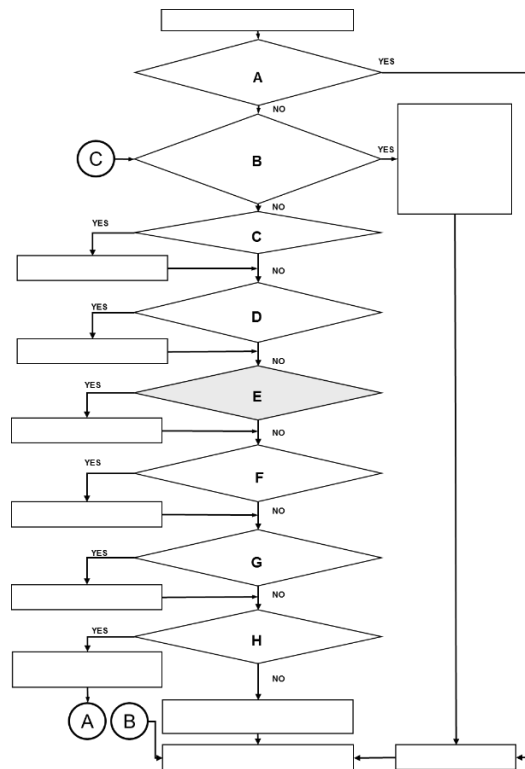 YES
A
NO
C
B
YES
NO
YES
C
NO
D
YES
NO
E
YES
NO
F
YES
NO
G
YES
NO
YES
H
NO
A
B